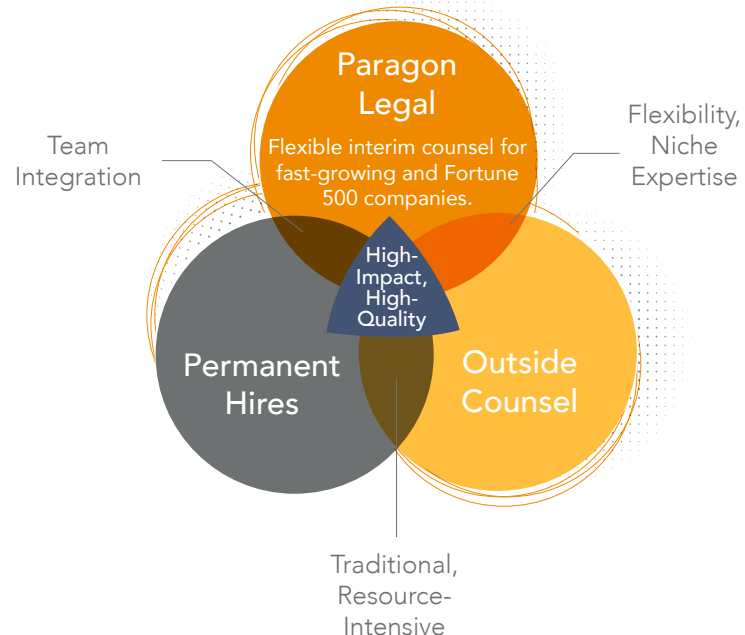 Paragon
Legal
Flexible interim counsel for
fast-growing and Fortune
500 companies.
Team
Integration
Flexibility,
Niche
Expertise
High-
Impact,
High-
Quality
Permanent
Hires
Outside
Counsel
Traditional,
Resource-
Intensive